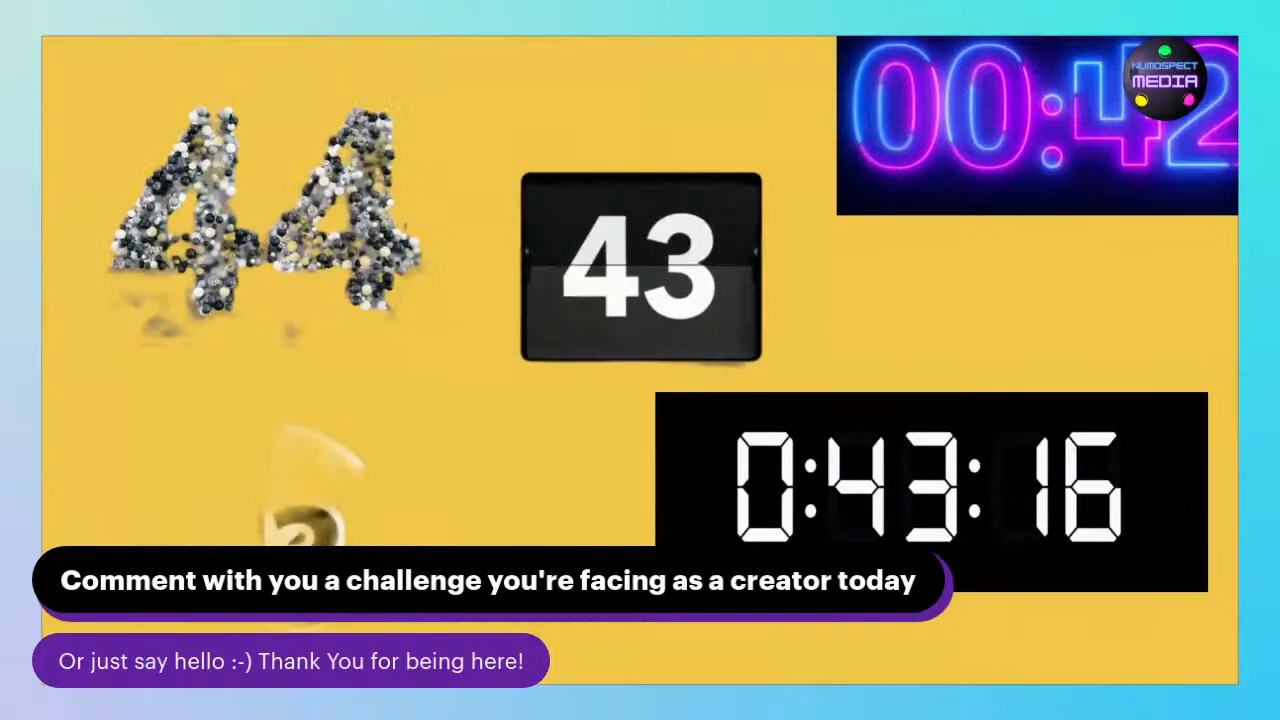 00:42
NUMOSPECT
MEDIA
44
43
0:43:16
Comment with you a challenge you're facing as a creator today
Or just say hello :-) Thank You for being here!